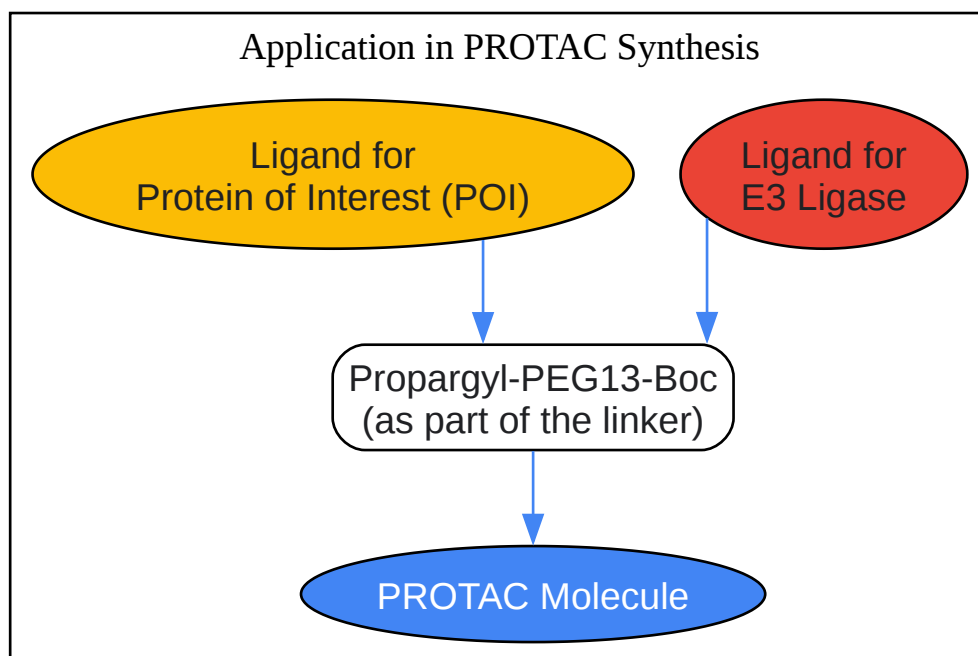 Application in PROTAC Synthesis
Ligand for
Protein of Interest (POI)
Ligand for
E3 Ligase
Propargyl-PEG13-Boc
(as part of the linker)
PROTAC Molecule